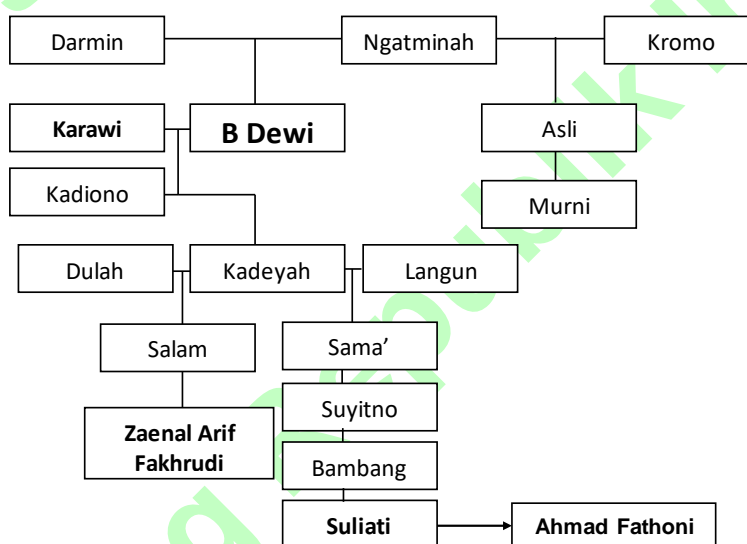 Darmin
Ngatminah
Kromo
Karawi
B Dewi
Asli
Kadiono
Murni
Dulah
Kadeyah
Langun
Salam
Sama’
Zaenal Arif
Fakhrudi
Suyitno
Bambang
Suliati
Ahmad Fathoni